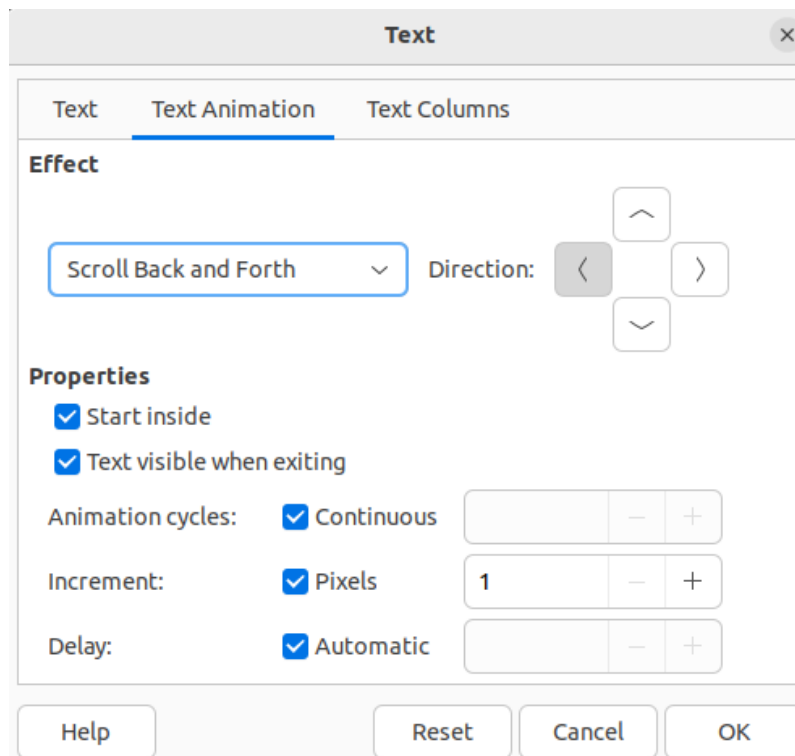 Text
Text Text Animation Text Columns
Effect
Scroll Back and Forth Direction:
Properties
Start inside
Text visible when exiting
Animation cycles: Continuous
Increment: Pixels 1
Delay: Automatic
Help Reset Cancel OK